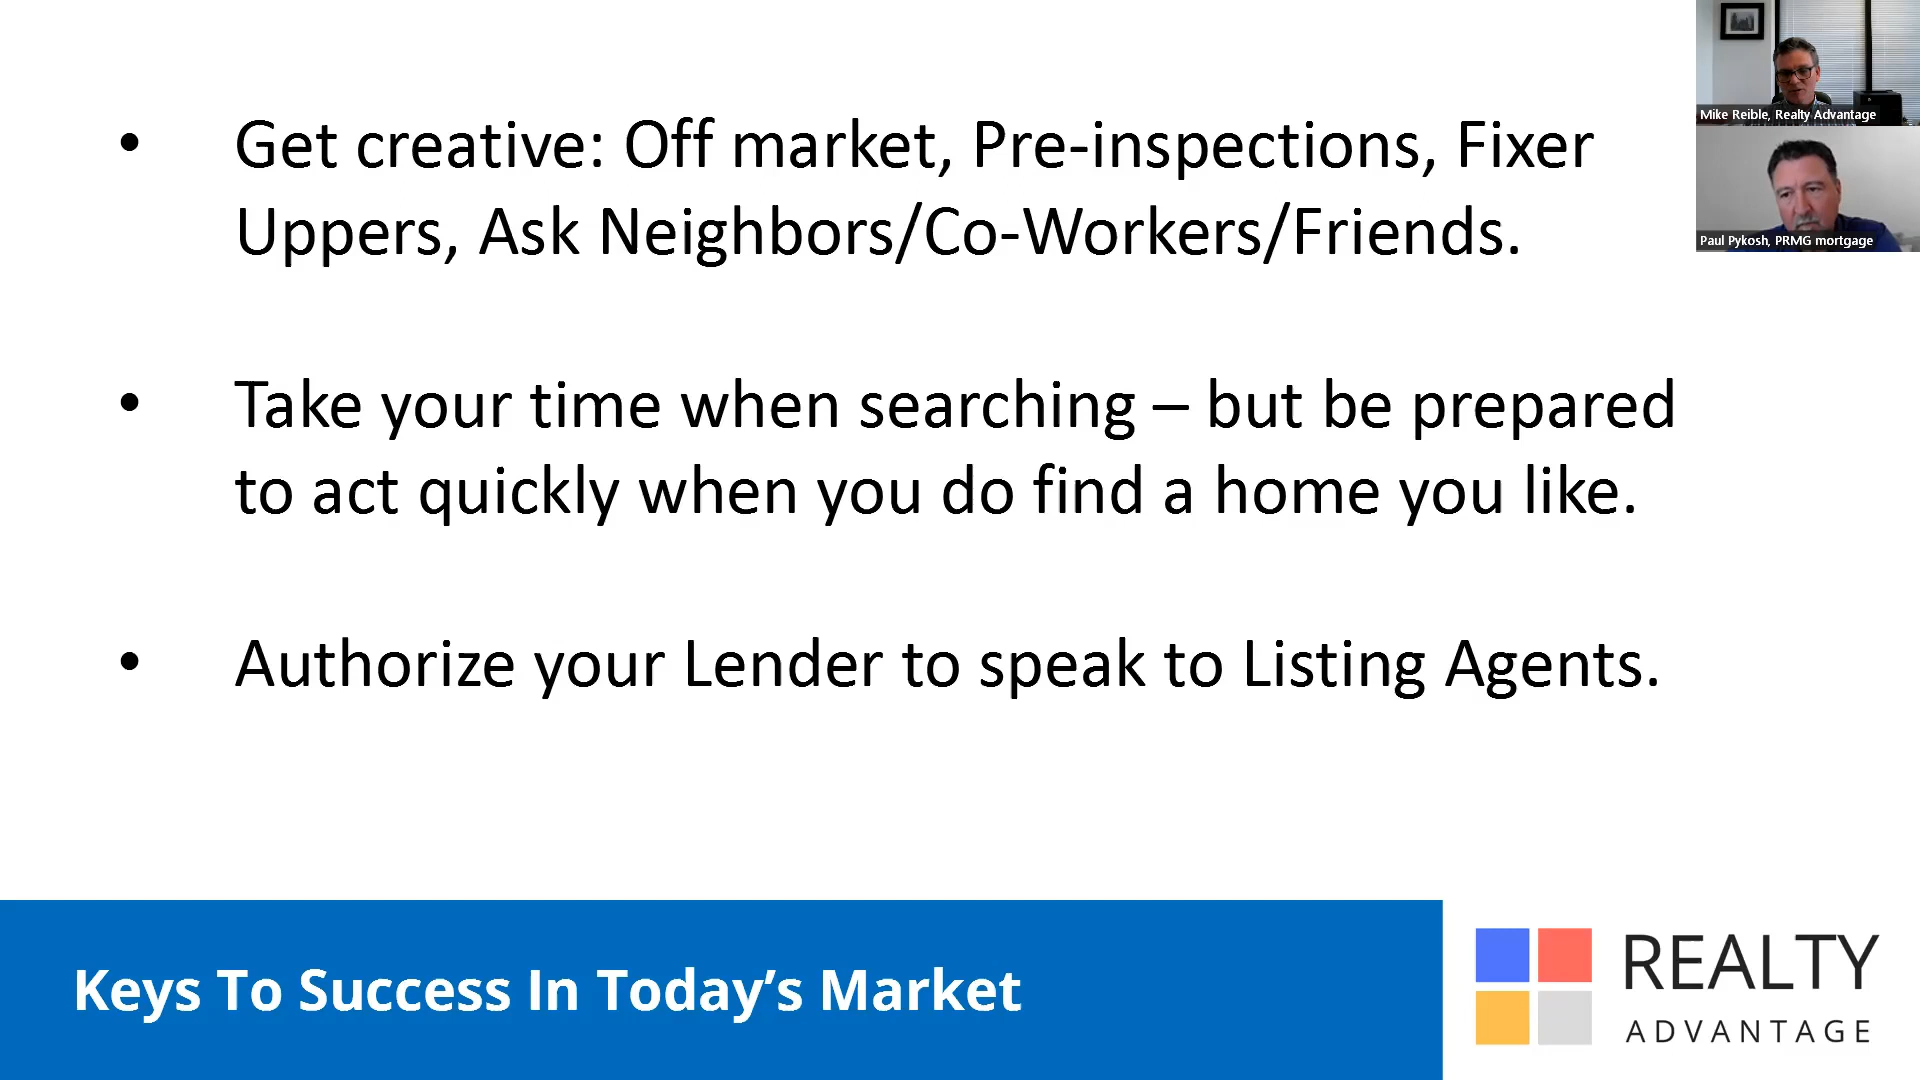 • Get creative: Off market, Pre-inspections, Fixer
Uppers, Ask Neighbors/Co-Workers/Friends.
• Take your time when searching – but be prepared
to act quickly when you do find a home you like.
• Authorize your Lender to speak to Listing Agents.
Mike Reible, Realty Advantage
Paul Pykosh, PRMG mortgage
Keys To Success In Today’s Market
REALTY
ADVANTAGE